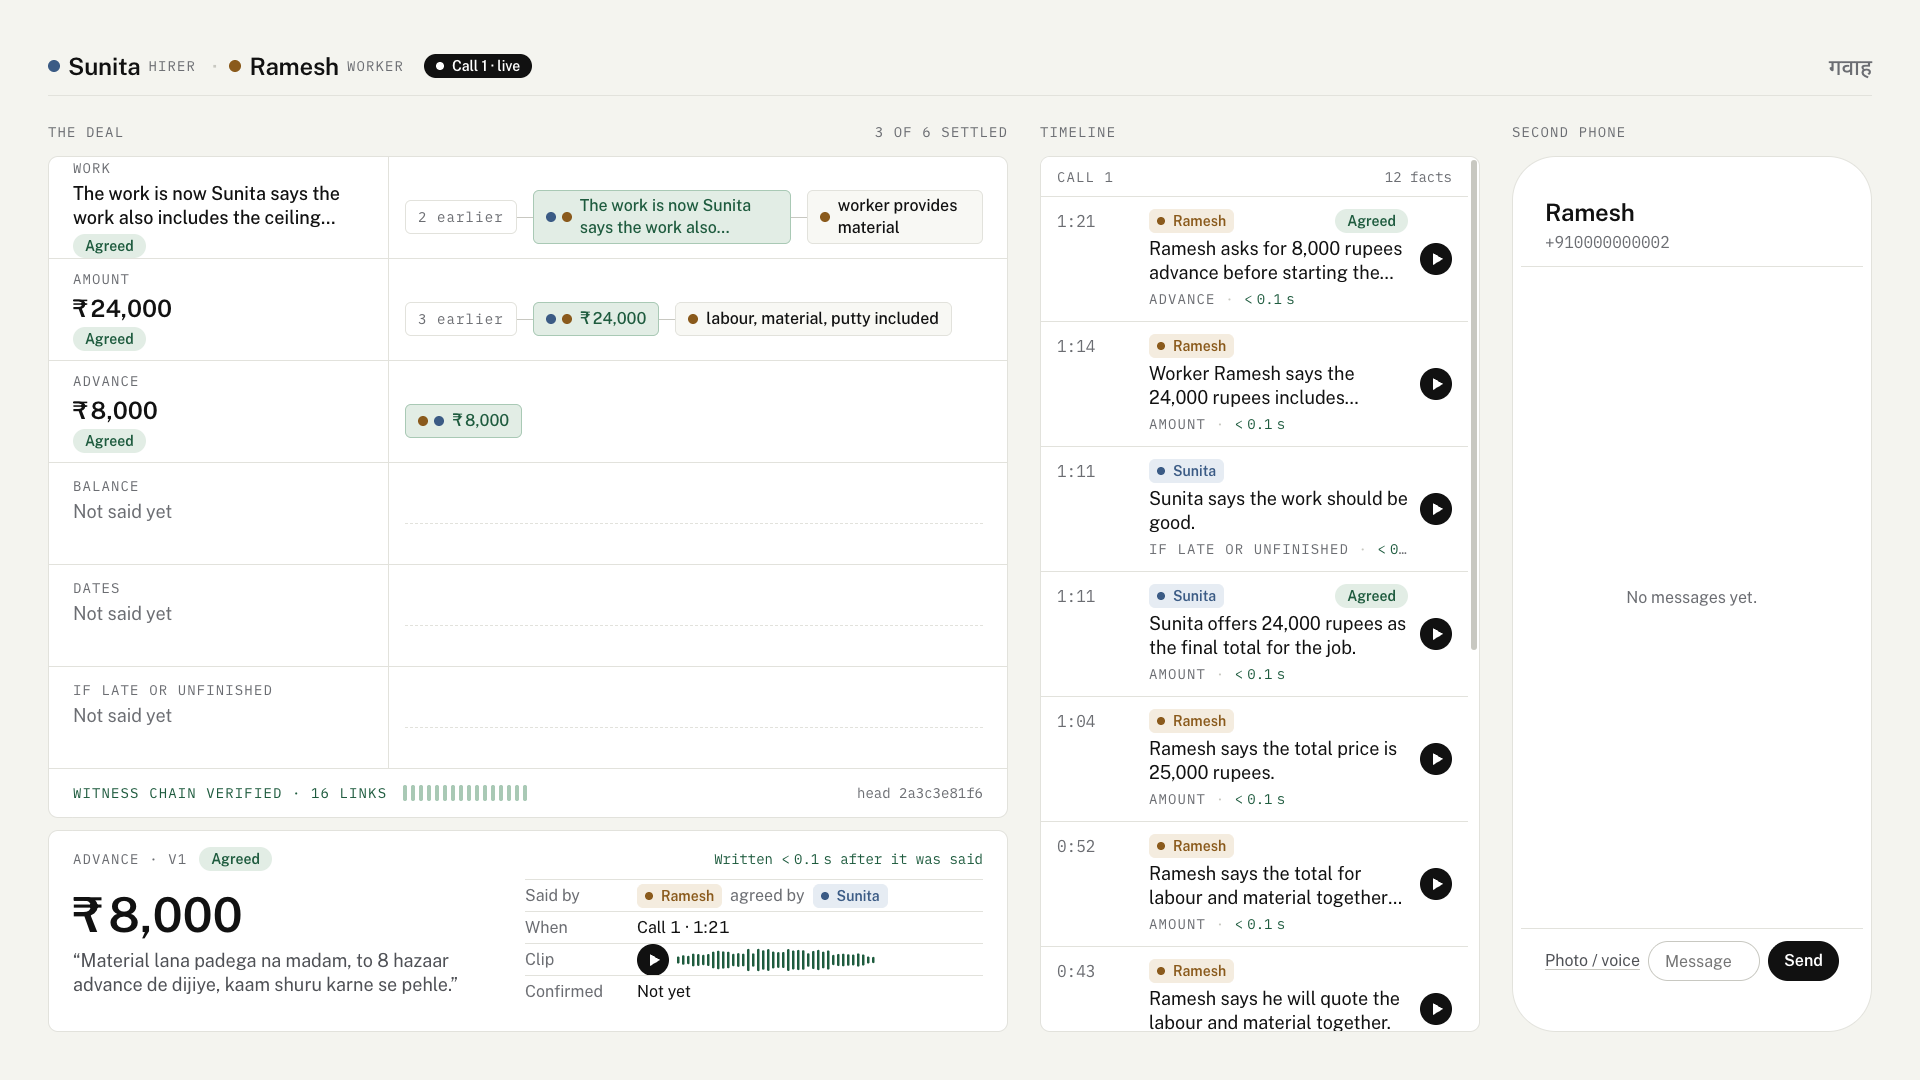 Sunita HIRER · Ramesh WORKER Call 1 · live
गवाह
THE DEAL
3 OF 6 SETTLED
WORK
The work is now Sunita says the
work also includes the ceiling…
Agreed
2 earlier
The work is now Sunita
says the work also…
worker provides
material
AMOUNT
₹24,000
Agreed
3 earlier
₹24,000
labour, material, putty included
ADVANCE
₹8,000
Agreed
₹8,000
BALANCE
Not said yet
DATES
Not said yet
IF LATE OR UNFINISHED
Not said yet
WITNESS CHAIN VERIFIED · 16 LINKS
head 2a3c3e81f6
ADVANCE · V1 Agreed
Written <0.1 s after it was said
₹8,000
“Material lana padega na madam, to 8 hazaar
advance de dijiye, kaam shuru karne se pehle.”
Said by Ramesh agreed by Sunita
When Call 1 · 1:21
Clip
Confirmed Not yet
TIMELINE
CALL 1 12 facts
1:21 Ramesh Agreed
Ramesh asks for 8,000 rupees
advance before starting the…
ADVANCE · <0.1 s
1:14 Ramesh
Worker Ramesh says the
24,000 rupees includes…
AMOUNT · <0.1 s
1:11 Sunita
Sunita says the work should be
good.
IF LATE OR UNFINISHED · <0…
1:11 Sunita Agreed
Sunita offers 24,000 rupees as
the final total for the job.
AMOUNT · <0.1 s
1:04 Ramesh
Ramesh says the total price is
25,000 rupees.
AMOUNT · <0.1 s
0:52 Ramesh
Ramesh says the total for
labour and material together…
AMOUNT · <0.1 s
0:43 Ramesh
Ramesh says he will quote the
labour and material together.
SECOND PHONE
Ramesh
+910000000002
No messages yet.
Photo / voice Message Send